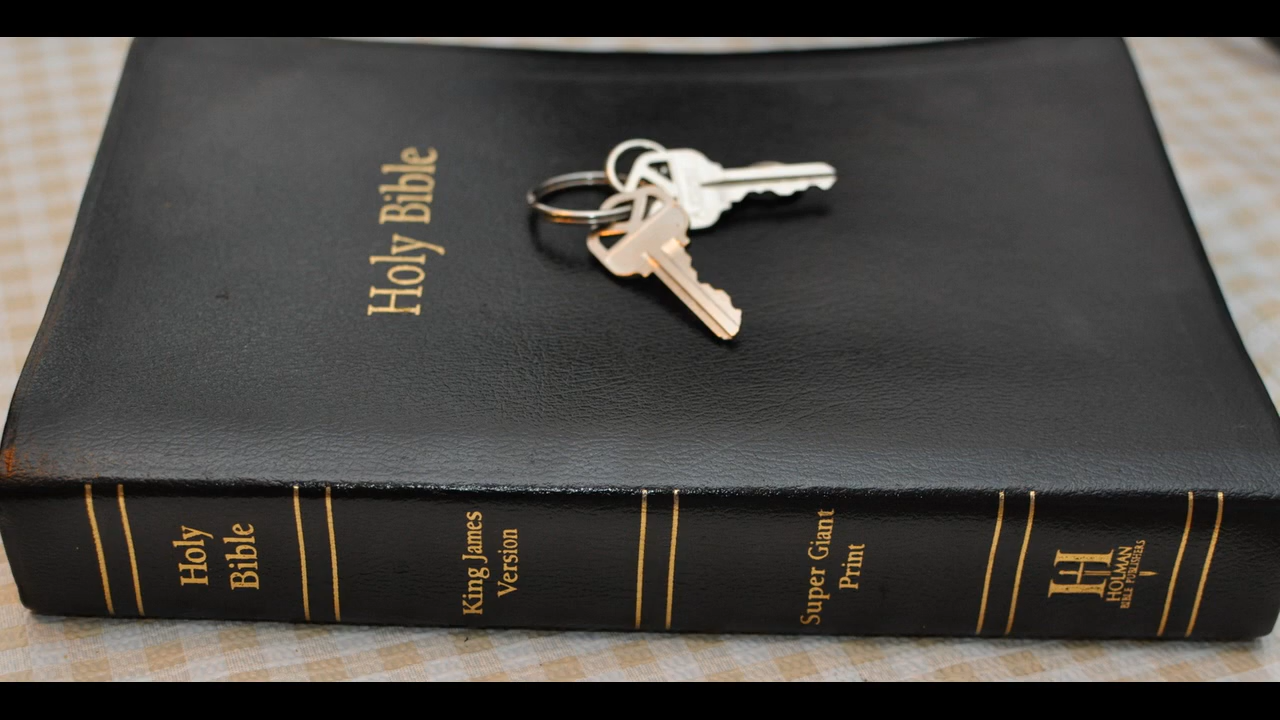 Holy Bible
Holy
Bible
King James
Version
Super Giant
Print
H
HOLMAN
BIBLE PUBLISHERS